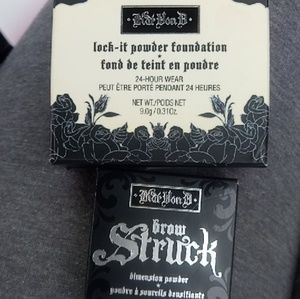 Kat Von D
lock-it powder foundation
fond de teint en poudre
24-HOUR WEAR
PEUT ÊTRE PORTÉ PENDANT 24 HEURES
NET WT./POIDS NET
9.0g/0.31Oz.
Kat Von D
brow
Struck
dimension powder
poudre à sourcils densifiante